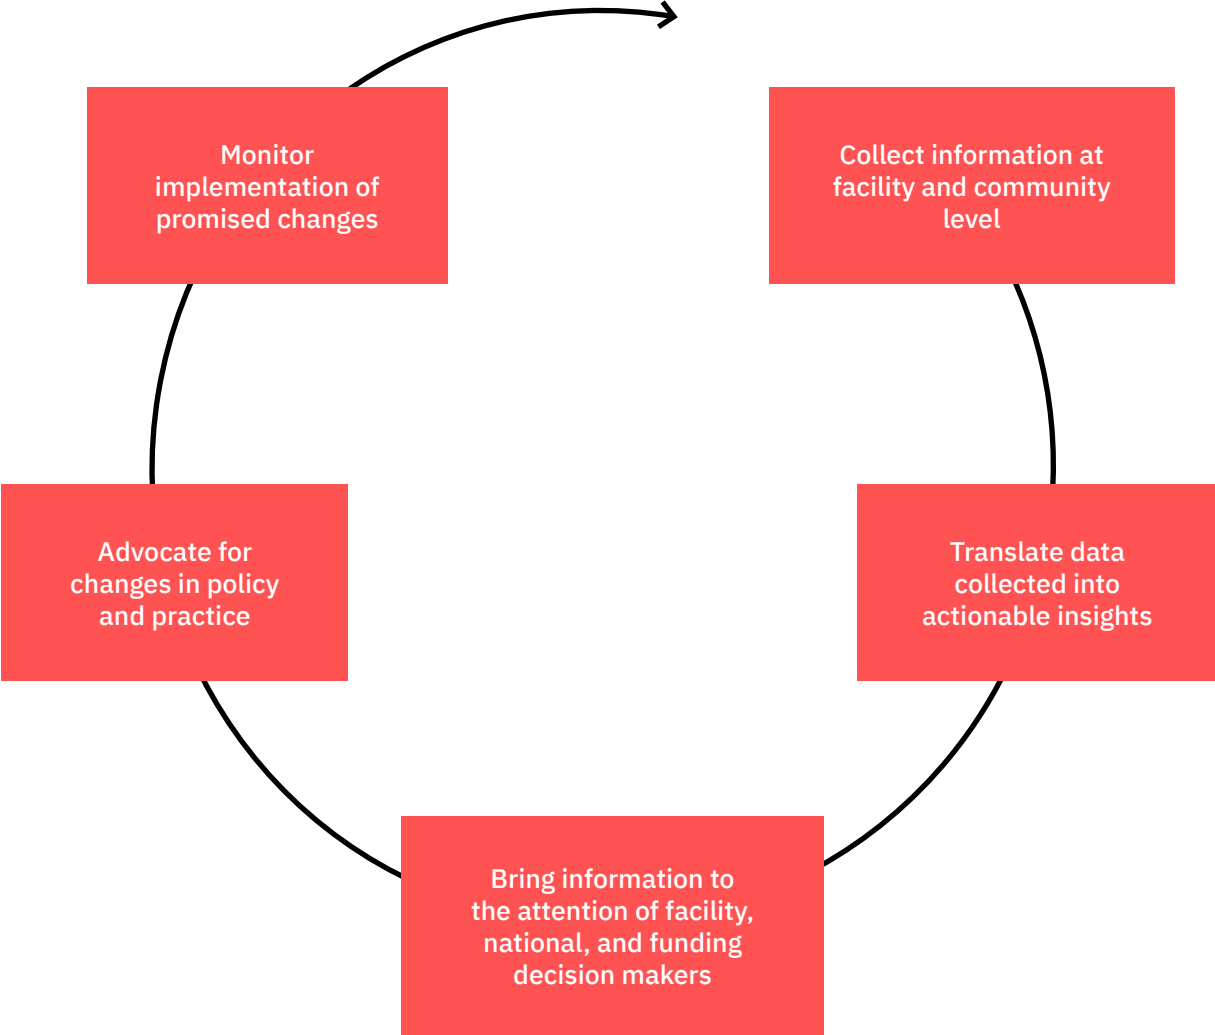 Monitor
implementation of
promised changes
Collect information at
facility and community
level
Advocate for
changes in policy
and practice
Translate data
collected into
actionable insights
Bring information to
the attention of facility,
national, and funding
decision makers